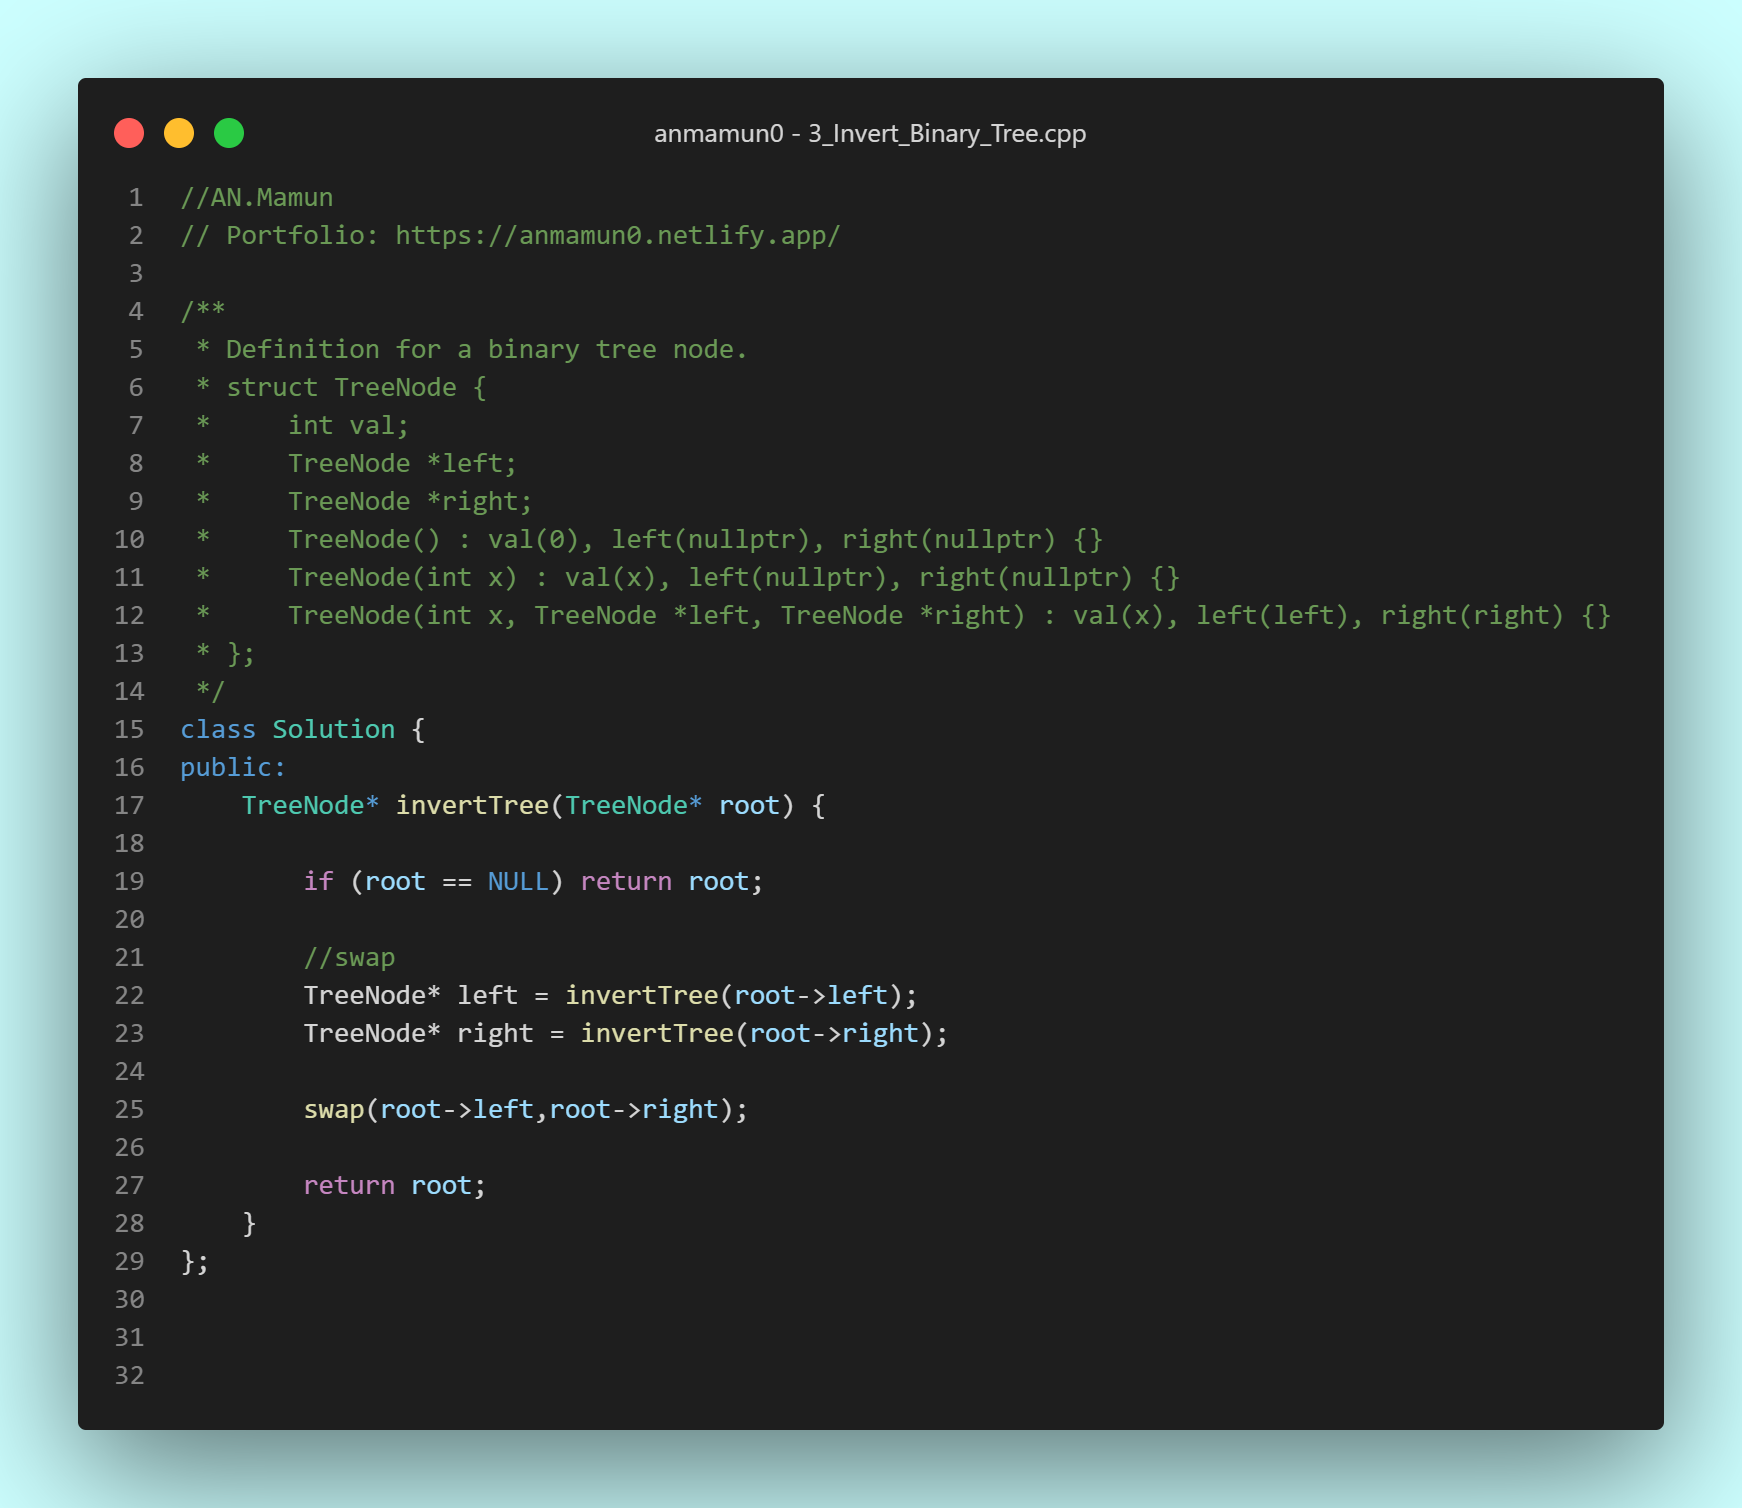 anmamun0 - 3_Invert_Binary_Tree.cpp
1 //AN.Mamun
2 // Portfolio: https://anmamun0.netlify.app/
3
4 /**
5  * Definition for a binary tree node.
6  * struct TreeNode {
7  *     int val;
8  *     TreeNode *left;
9  *     TreeNode *right;
10  *     TreeNode() : val(0), left(nullptr), right(nullptr) {}
11  *     TreeNode(int x) : val(x), left(nullptr), right(nullptr) {}
12  *     TreeNode(int x, TreeNode *left, TreeNode *right) : val(x), left(left), right(right) {}
13  * };
14  */
15 class Solution {
16 public:
17     TreeNode* invertTree(TreeNode* root) {
18
19         if (root == NULL) return root;
20
21         //swap
22         TreeNode* left = invertTree(root->left);
23         TreeNode* right = invertTree(root->right);
24
25         swap(root->left,root->right);
26
27         return root;
28     }
29 };
30
31
32